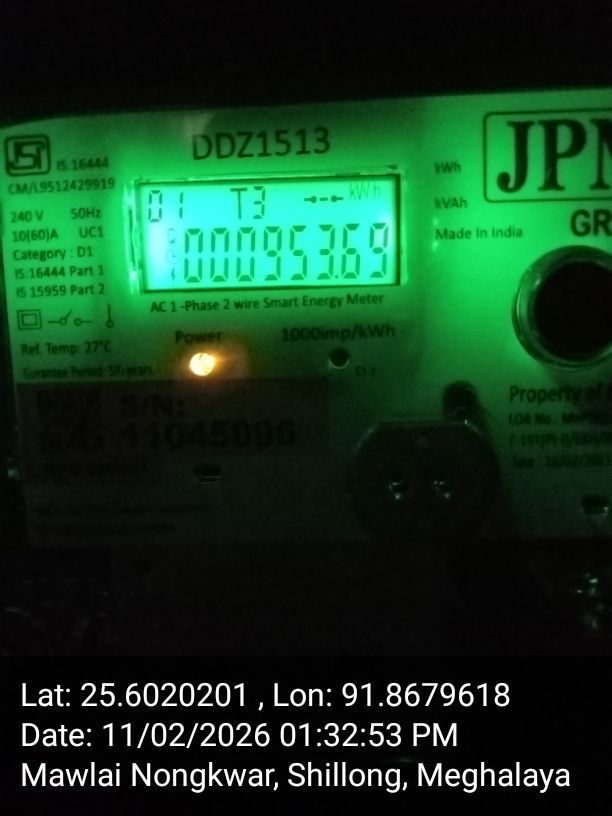 DDZ1513
IS:16444
CM/L9512429919
240 V 50Hz
10(60)A UC1
Category : D1
IS:16444 Part 1
IS 15959 Part 2
Ref. Temp: 27°C
01 T3 kWh
00095369
AC 1 -Phase 2 wire Smart Energy Meter
Power 1000imp/kWh
S/N:
11045096
kWh
kVAh
Made In India
JPM
GR
Property of
LOA No.:
Lat: 25.6020201 , Lon: 91.8679618
Date: 11/02/2026 01:32:53 PM
Mawlai Nongkwar, Shillong, Meghalaya